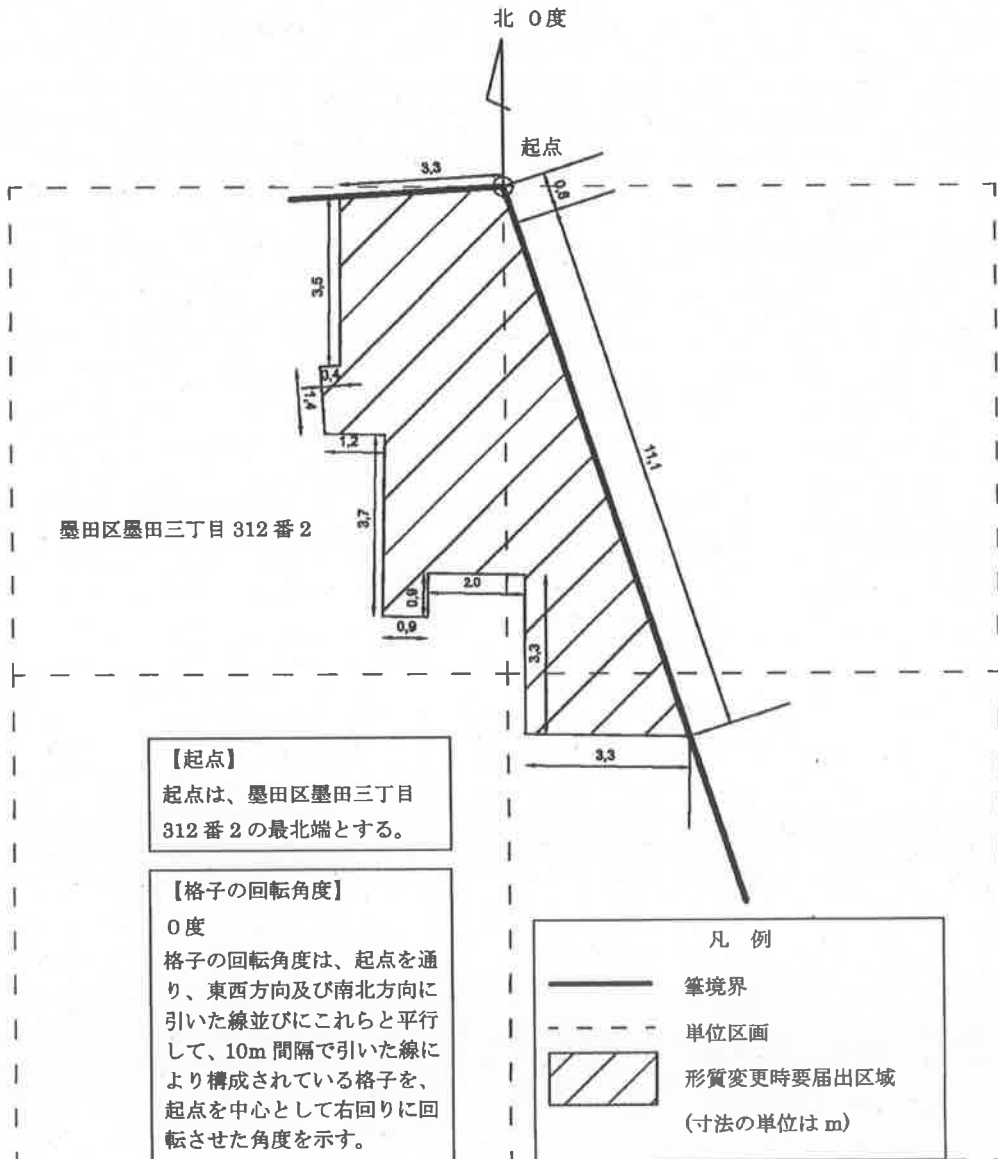 北 0度
起点
3,3
0,8
3,5
0,4
1,4
1,2
11,1
3,7
墨田区墨田三丁目 312 番 2
2.0
0,9
0,9
3,3
3,3
【起点】
起点は、墨田区墨田三丁目
312 番 2 の最北端とする。
【格子の回転角度】
0度
格子の回転角度は、起点を通
り、東西方向及び南北方向に
引いた線並びにこれらと平行
して、10m 間隔で引いた線に
より構成されている格子を、
起点を中心として右回りに回
転させた角度を示す。
凡 例
筆境界
単位区画
形質変更時要届出区域
(寸法の単位は m)